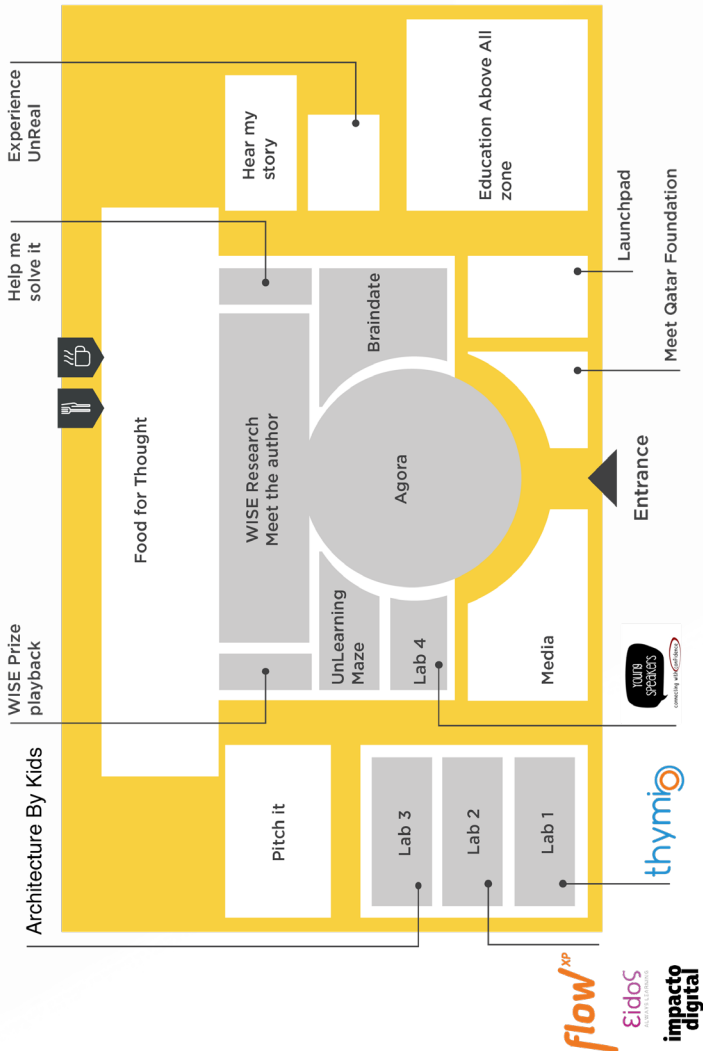 Architecture By Kids
WISE Prize
playback
Help me
solve it
Experience
UnReal
Food for Thought
Pitch it
WISE Research
Meet the author
Hear my
story
UnLearning
Maze
Braindate
Lab 3
Lab 4
Agora
Lab 2
Education Above All
zone
Lab 1
Media
Entrance
Launchpad
Meet Qatar Foundation
flow XP
εidoς
ALWAYS LEARNING
impacto
digital
thymio
YOUNG
SPEAKERS
connecting with confidence